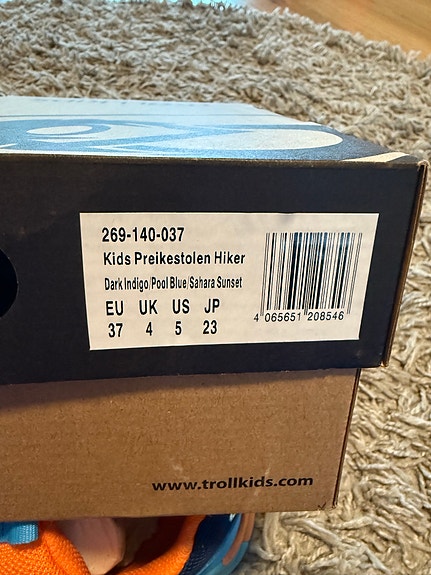 269-140-037
Kids Preikestolen Hiker
Dark Indigo/Pool Blue/Sahara Sunset
EU UK US JP
37 4 5 23
4 065651 208546
www.trollkids.com